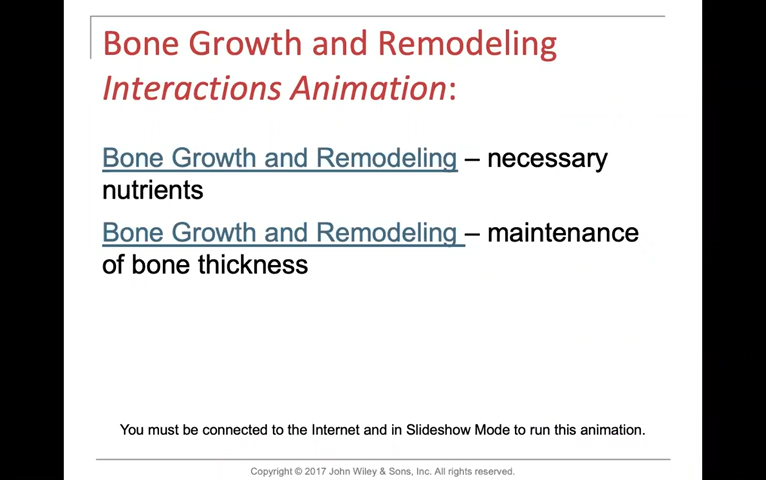 Bone Growth and Remodeling
Interactions Animation:
Bone Growth and Remodeling – necessary
nutrients
Bone Growth and Remodeling – maintenance
of bone thickness
You must be connected to the Internet and in Slideshow Mode to run this animation.
Copyright © 2017 John Wiley & Sons, Inc. All rights reserved.